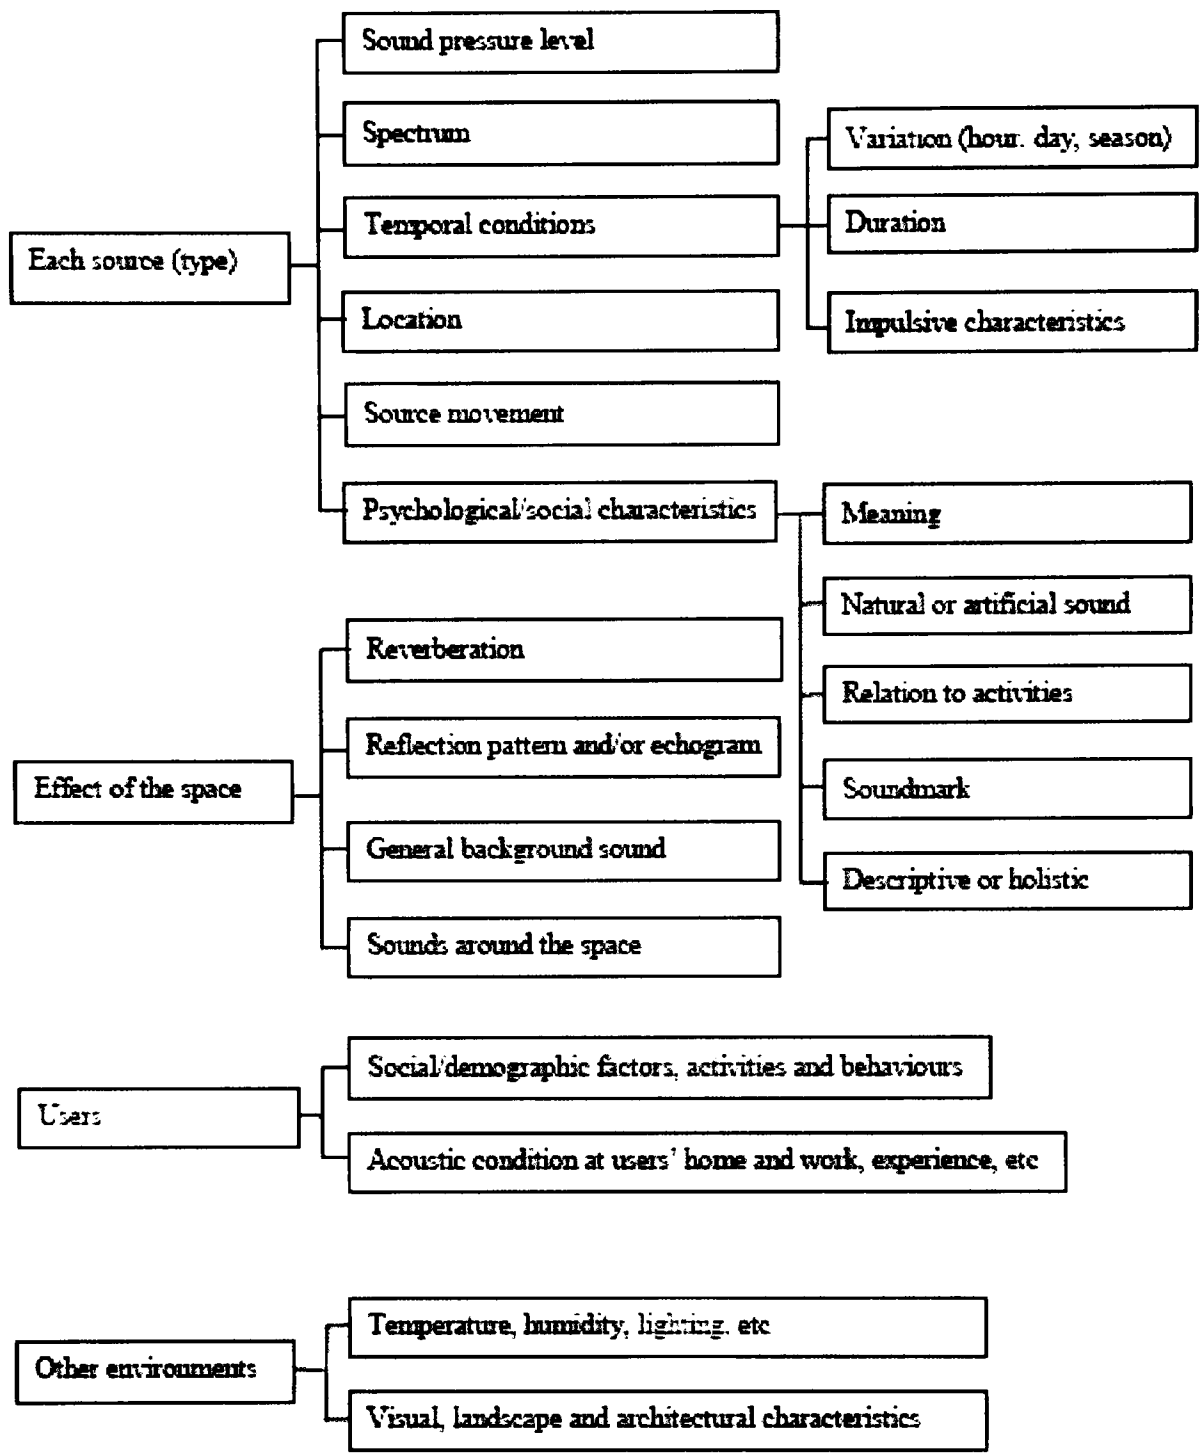 Sound pressure level
Spectrum
Variation (hour. day, season)
Temporal conditions
Duration
Each source (type)
Location
Impulsive characteristics
Source movement
Psychological/social characteristics
Meaning
Natural or artificial sound
Reverberation
Relation to activities
Reflection pattern and/or echogram
Effect of the space
Soundmark
General background sound
Descriptive or holistic
Sounds around the space
Social/demographic factors, activities and behaviours
Users
Acoustic condition at users' home and work, experience, etc
Temperature, humidity, lighting. etc
Other environments
Visual, landscape and architectural characteristics